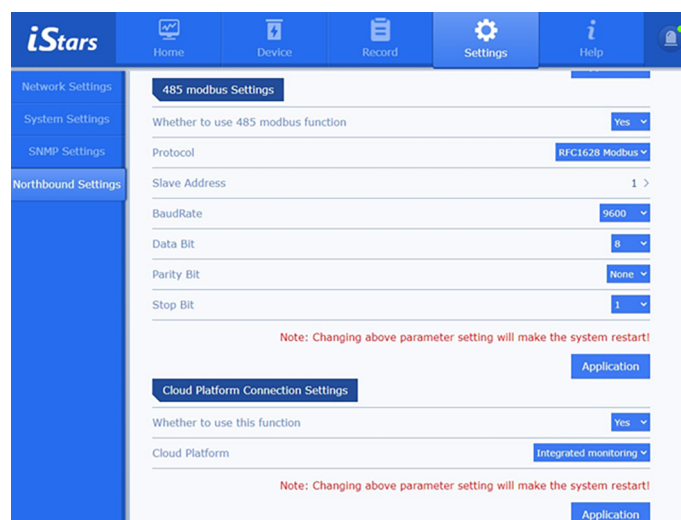 iStars
Home
Device
Record
Settings
Help
Network Settings
System Settings
SNMP Settings
Northbound Settings
485 modbus Settings
Whether to use 485 modbus function Yes
Protocol RFC1628 Modbus
Slave Address 1 >
BaudRate 9600
Data Bit 8
Parity Bit None
Stop Bit 1
Note: Changing above parameter setting will make the system restart!
Application
Cloud Platform Connection Settings
Whether to use this function Yes
Cloud Platform Integrated monitoring
Note: Changing above parameter setting will make the system restart!
Application